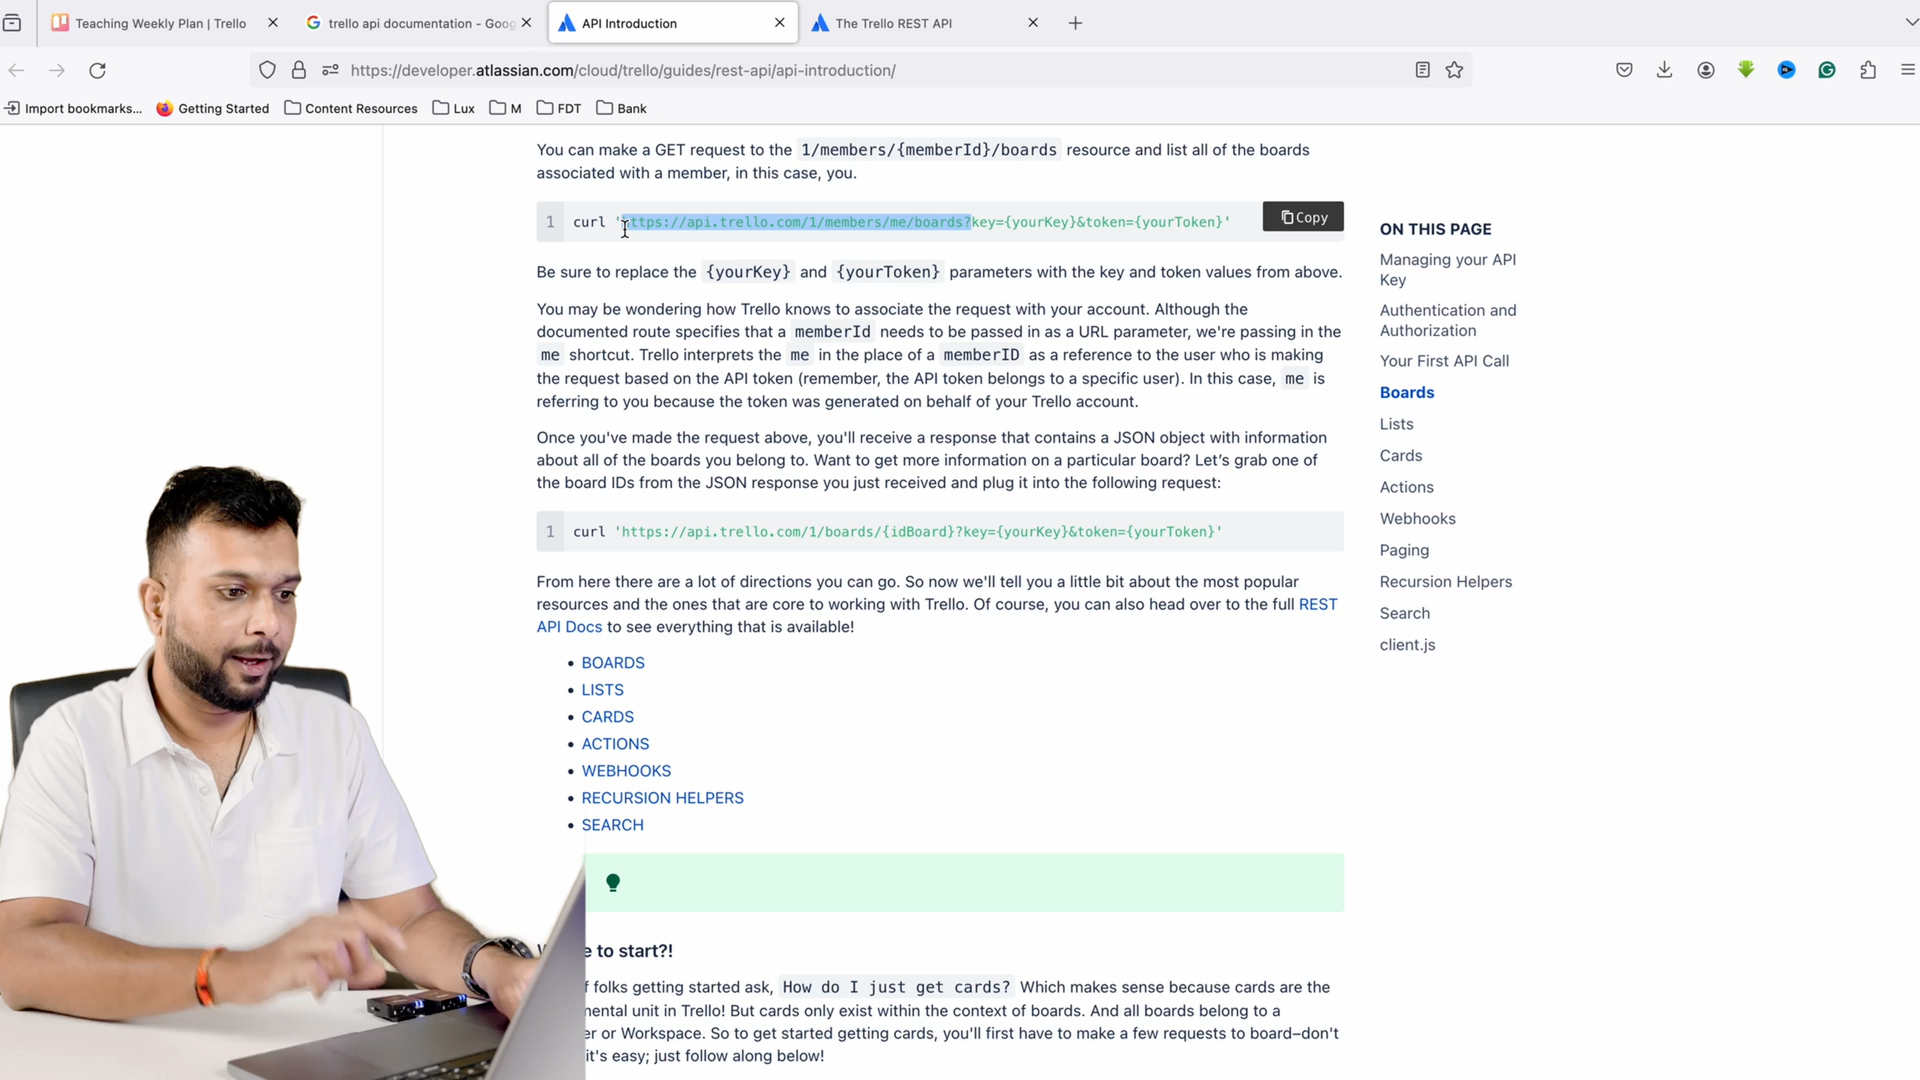 Teaching Weekly Plan | Trello
trello api documentation - Goog
API Introduction
The Trello REST API
https://developer.atlassian.com/cloud/trello/guides/rest-api/api-introduction/
Import bookmarks...
Getting Started
Content Resources
Lux
M
FDT
Bank
You can make a GET request to the 1/members/{memberId}/boards resource and list all of the boards
associated with a member, in this case, you.
1 curl 'https://api.trello.com/1/members/me/boards?key={yourKey}&token={yourToken}'
Copy
Be sure to replace the {yourKey} and {yourToken} parameters with the key and token values from above.
You may be wondering how Trello knows to associate the request with your account. Although the
documented route specifies that a memberId needs to be passed in as a URL parameter, we're passing in the
me shortcut. Trello interprets the me in the place of a memberID as a reference to the user who is making
the request based on the API token (remember, the API token belongs to a specific user). In this case, me is
referring to you because the token was generated on behalf of your Trello account.
Once you've made the request above, you'll receive a response that contains a JSON object with information
about all of the boards you belong to. Want to get more information on a particular board? Let's grab one of
the board IDs from the JSON response you just received and plug it into the following request:
1 curl 'https://api.trello.com/1/boards/{idBoard}?key={yourKey}&token={yourToken}'
From here there are a lot of directions you can go. So now we'll tell you a little bit about the most popular
resources and the ones that are core to working with Trello. Of course, you can also head over to the full REST
API Docs to see everything that is available!
• BOARDS
• LISTS
• CARDS
• ACTIONS
• WEBHOOKS
• RECURSION HELPERS
• SEARCH
to start?!
folks getting started ask, How do I just get cards? Which makes sense because cards are the
mental unit in Trello! But cards only exist within the context of boards. And all boards belong to a
er or Workspace. So to get started getting cards, you'll first have to make a few requests to board–don't
it's easy; just follow along below!
ON THIS PAGE
Managing your API
Key
Authentication and
Authorization
Your First API Call
Boards
Lists
Cards
Actions
Webhooks
Paging
Recursion Helpers
Search
client.js